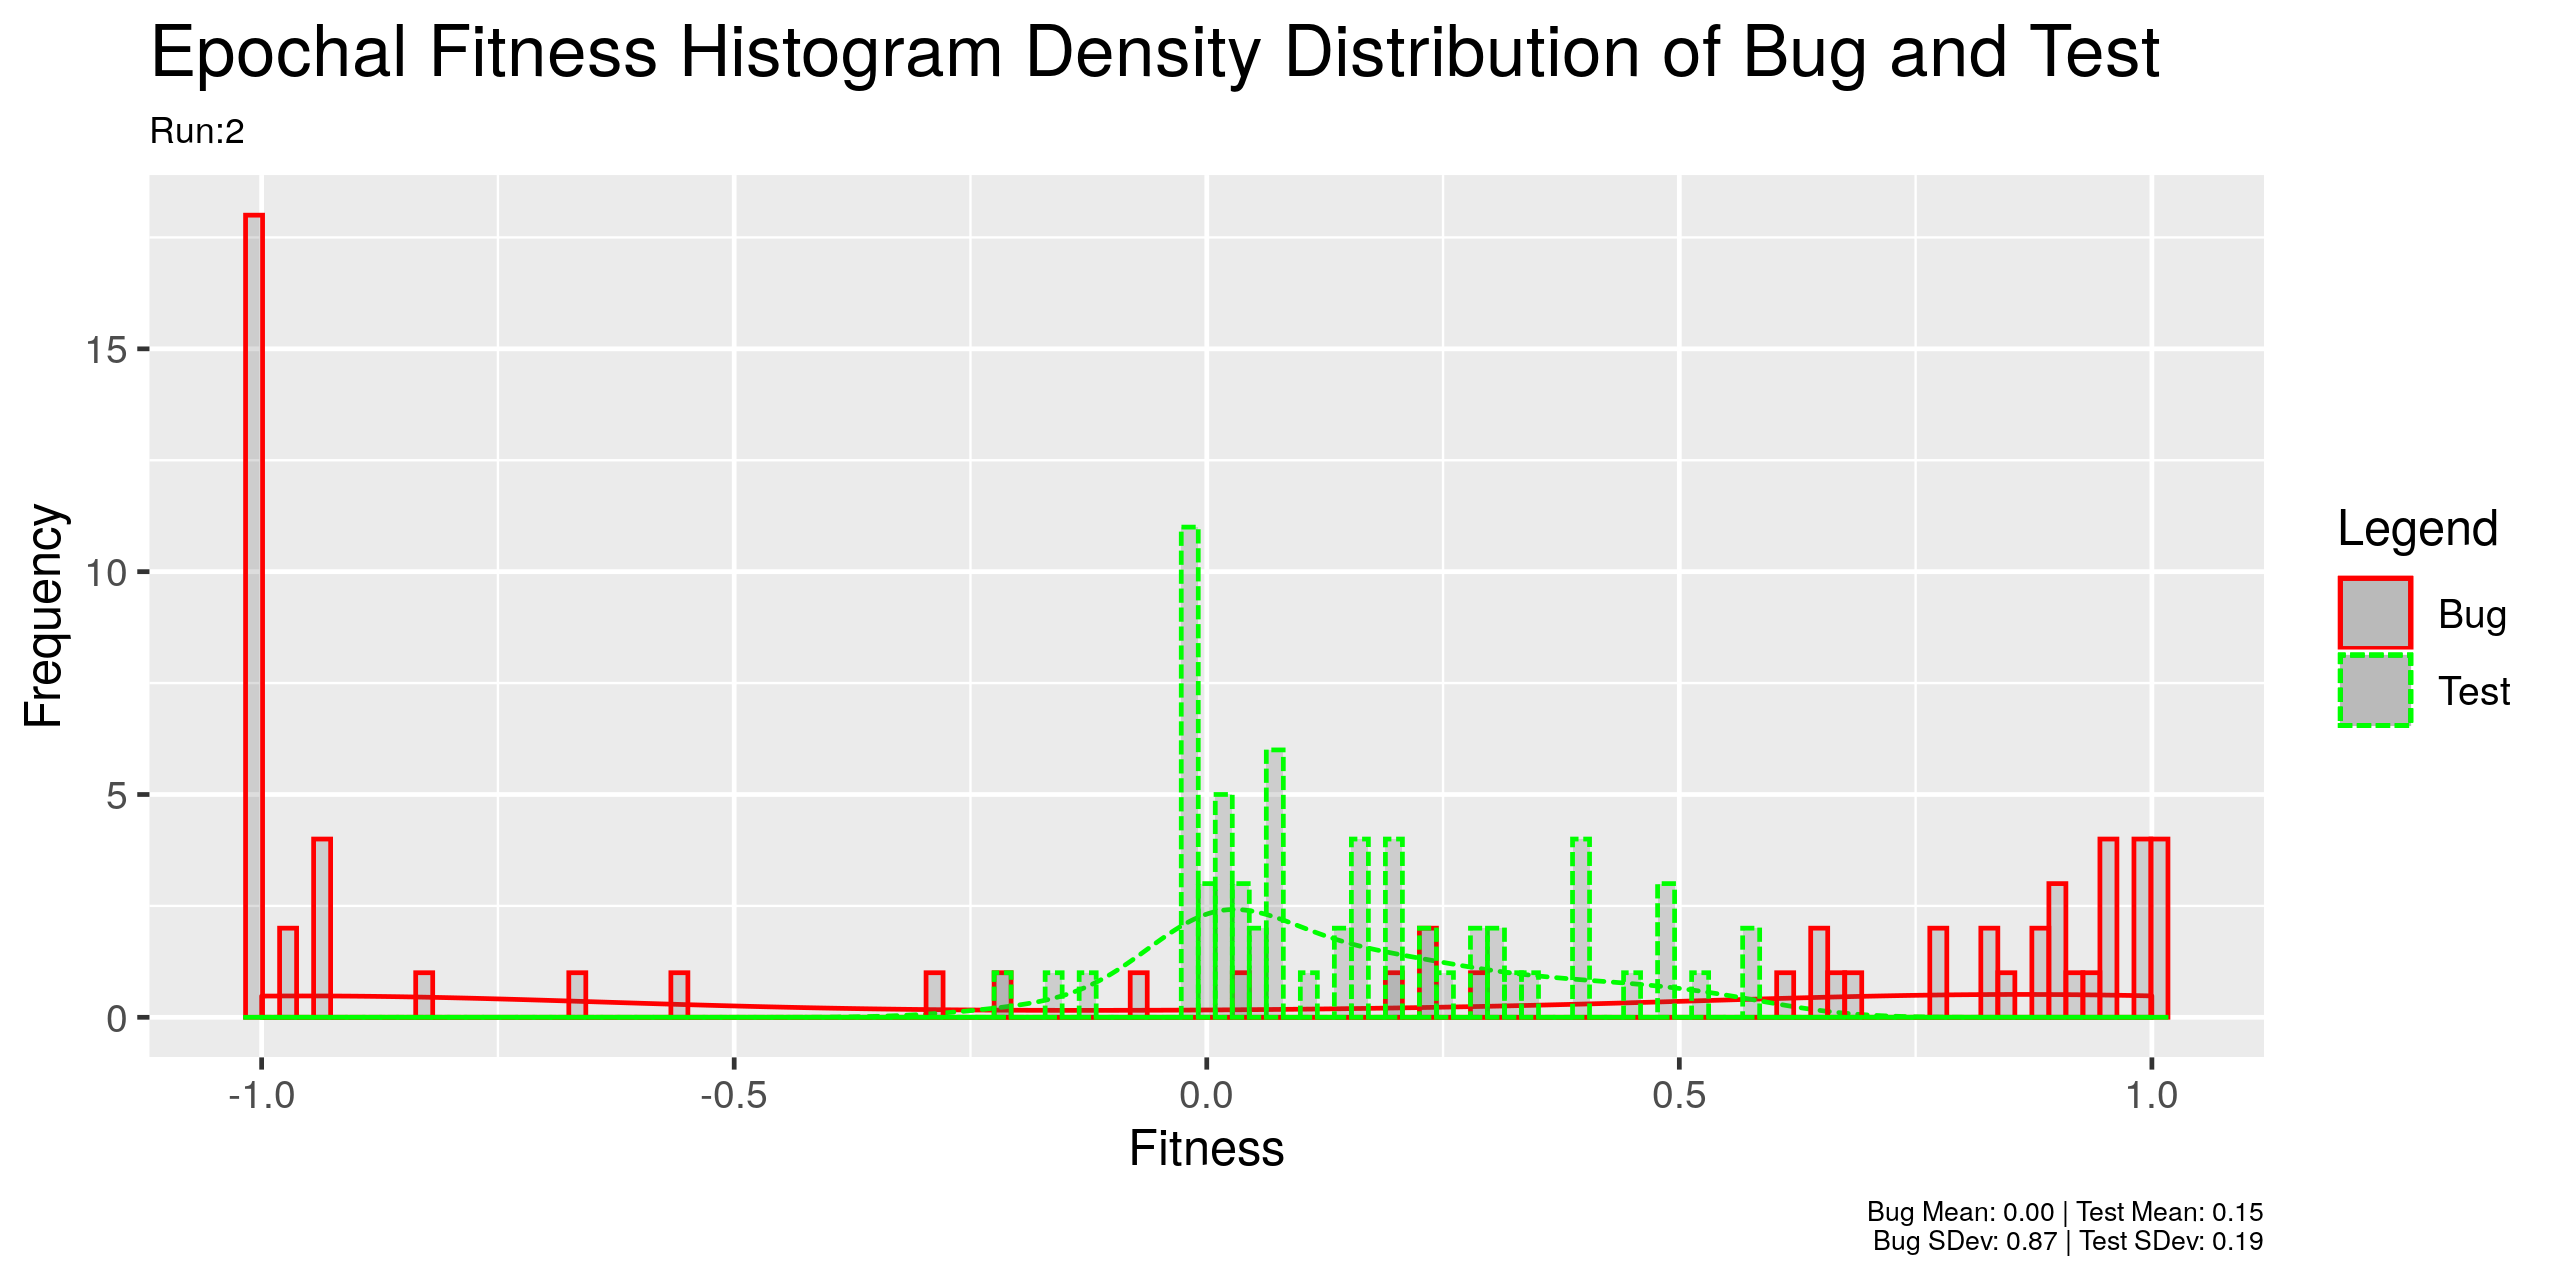 Epochal Fitness Histogram Density Distribution of Bug and Test
Run:2
Frequency
15
10
5
0
-1.0
-0.5
0.0
0.5
1.0
Fitness
Legend
Bug
Test
Bug Mean: 0.00 | Test Mean: 0.15
Bug SDev: 0.87 | Test SDev: 0.19